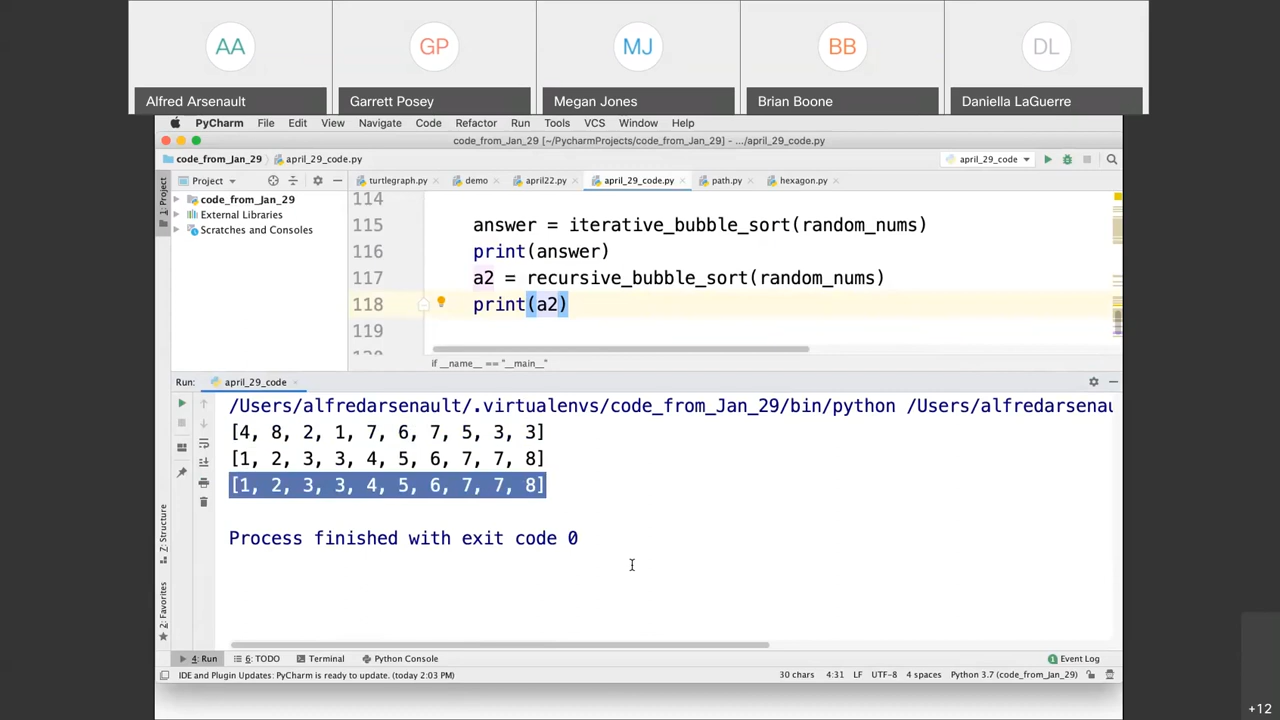 AA GP MJ BB DL
Alfred Arsenault Garrett Posey Megan Jones Brian Boone Daniella LaGuerre
PyCharm File Edit View Navigate Code Refactor Run Tools VCS Window Help
code_from_Jan_29 [~/PycharmProjects/code_from_Jan_29] - .../april_29_code.py
code_from_Jan_29 april_29_code.py april_29_code
Project turtlegraph.py demo april22.py april_29_code.py path.py hexagon.py
1: Project
code_from_Jan_29
External Libraries
Scratches and Consoles
114
115 answer = iterative_bubble_sort(random_nums)
116 print(answer)
117 a2 = recursive_bubble_sort(random_nums)
118 print(a2)
119
if __name__ == "__main__"
Run: april_29_code
/Users/alfredarsenault/.virtualenvs/code_from_Jan_29/bin/python /Users/alfredarsenau
[4, 8, 2, 1, 7, 6, 7, 5, 3, 3]
[1, 2, 3, 3, 4, 5, 6, 7, 7, 8]
[1, 2, 3, 3, 4, 5, 6, 7, 7, 8]
Process finished with exit code 0
Z: Structure
2: Favorites
4: Run 6: TODO Terminal Python Console Event Log
IDE and Plugin Updates: PyCharm is ready to update. (today 2:03 PM) 30 chars 4:31 LF UTF-8 4 spaces Python 3.7 (code_from_Jan_29)
+12